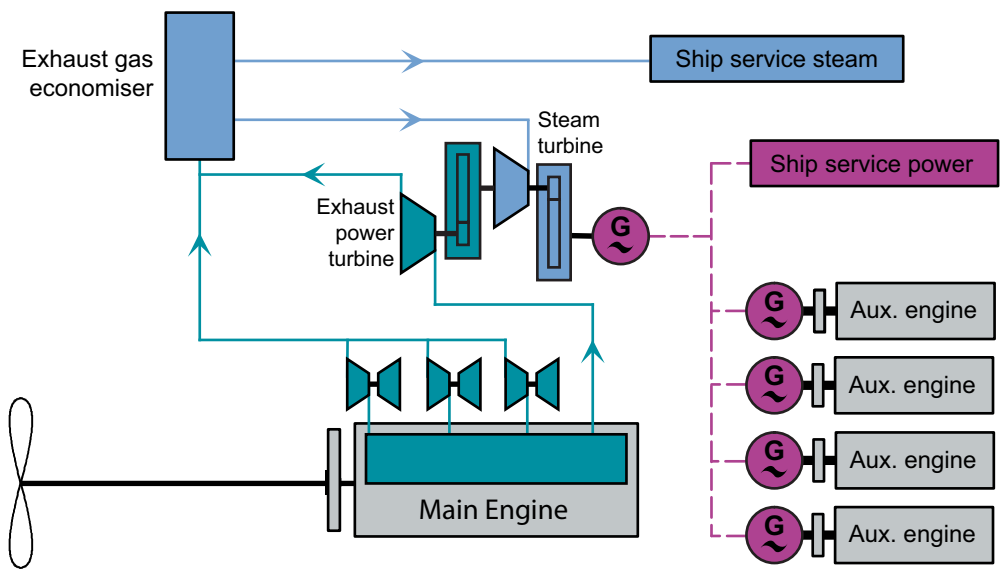 Exhaust gas
economiser
Ship service steam
Steam
turbine
Ship service power
Exhaust
power
turbine
G
~
G
~
Aux. engine
G
~
Aux. engine
G
~
Aux. engine
G
~
Aux. engine
Main Engine